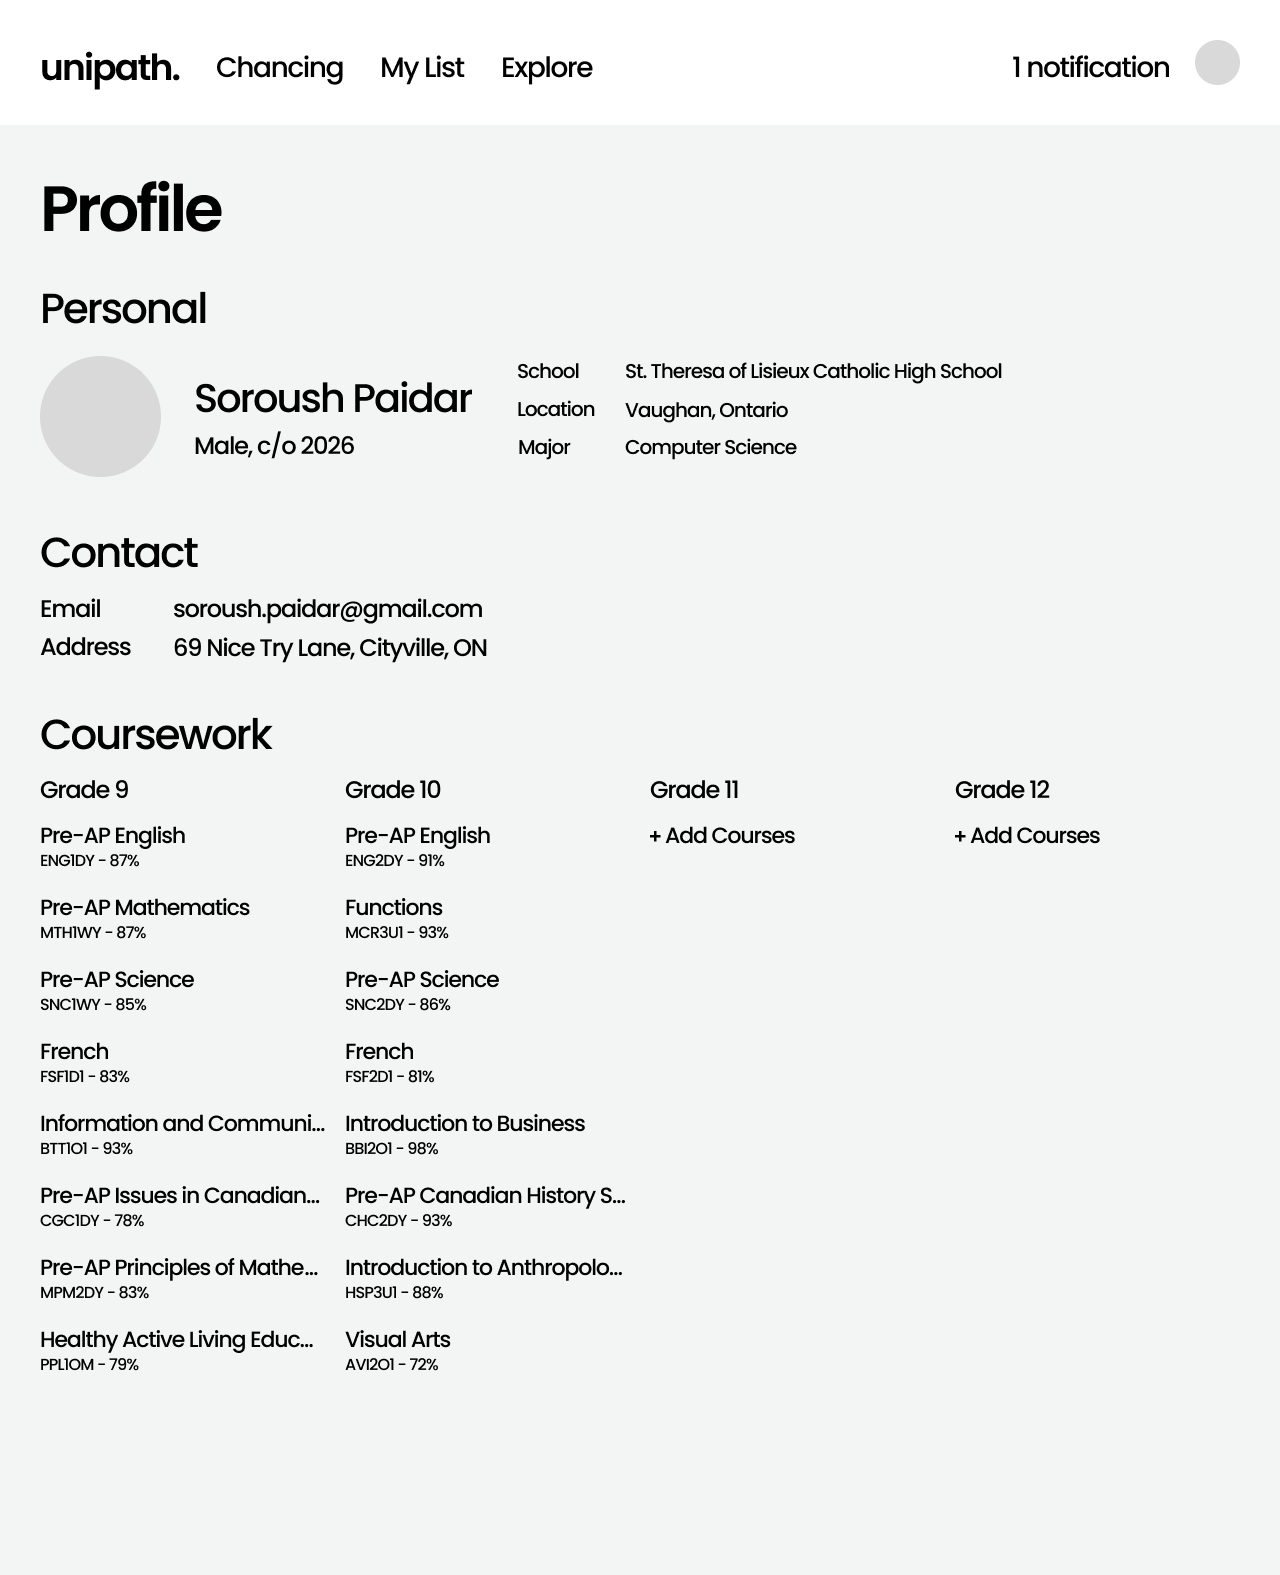 unipath. Chancing My List Explore 1 notification
Profile
Personal
Soroush Paidar
Male, c/o 2026
School St. Theresa of Lisieux Catholic High School
Location Vaughan, Ontario
Major Computer Science
Contact
Email soroush.paidar@gmail.com
Address 69 Nice Try Lane, Cityville, ON
Coursework
Grade 9
Pre-AP English
ENG1DY - 87%
Pre-AP Mathematics
MTH1WY - 87%
Pre-AP Science
SNC1WY - 85%
French
FSF1D1 - 83%
Information and Communi...
BTT1O1 - 93%
Pre-AP Issues in Canadian...
CGC1DY - 78%
Pre-AP Principles of Mathe...
MPM2DY - 83%
Healthy Active Living Educ...
PPL1OM - 79%
Grade 10
Pre-AP English
ENG2DY - 91%
Functions
MCR3U1 - 93%
Pre-AP Science
SNC2DY - 86%
French
FSF2D1 - 81%
Introduction to Business
BBI2O1 - 98%
Pre-AP Canadian History S...
CHC2DY - 93%
Introduction to Anthropolo...
HSP3U1 - 88%
Visual Arts
AVI2O1 - 72%
Grade 11
+ Add Courses
Grade 12
+ Add Courses